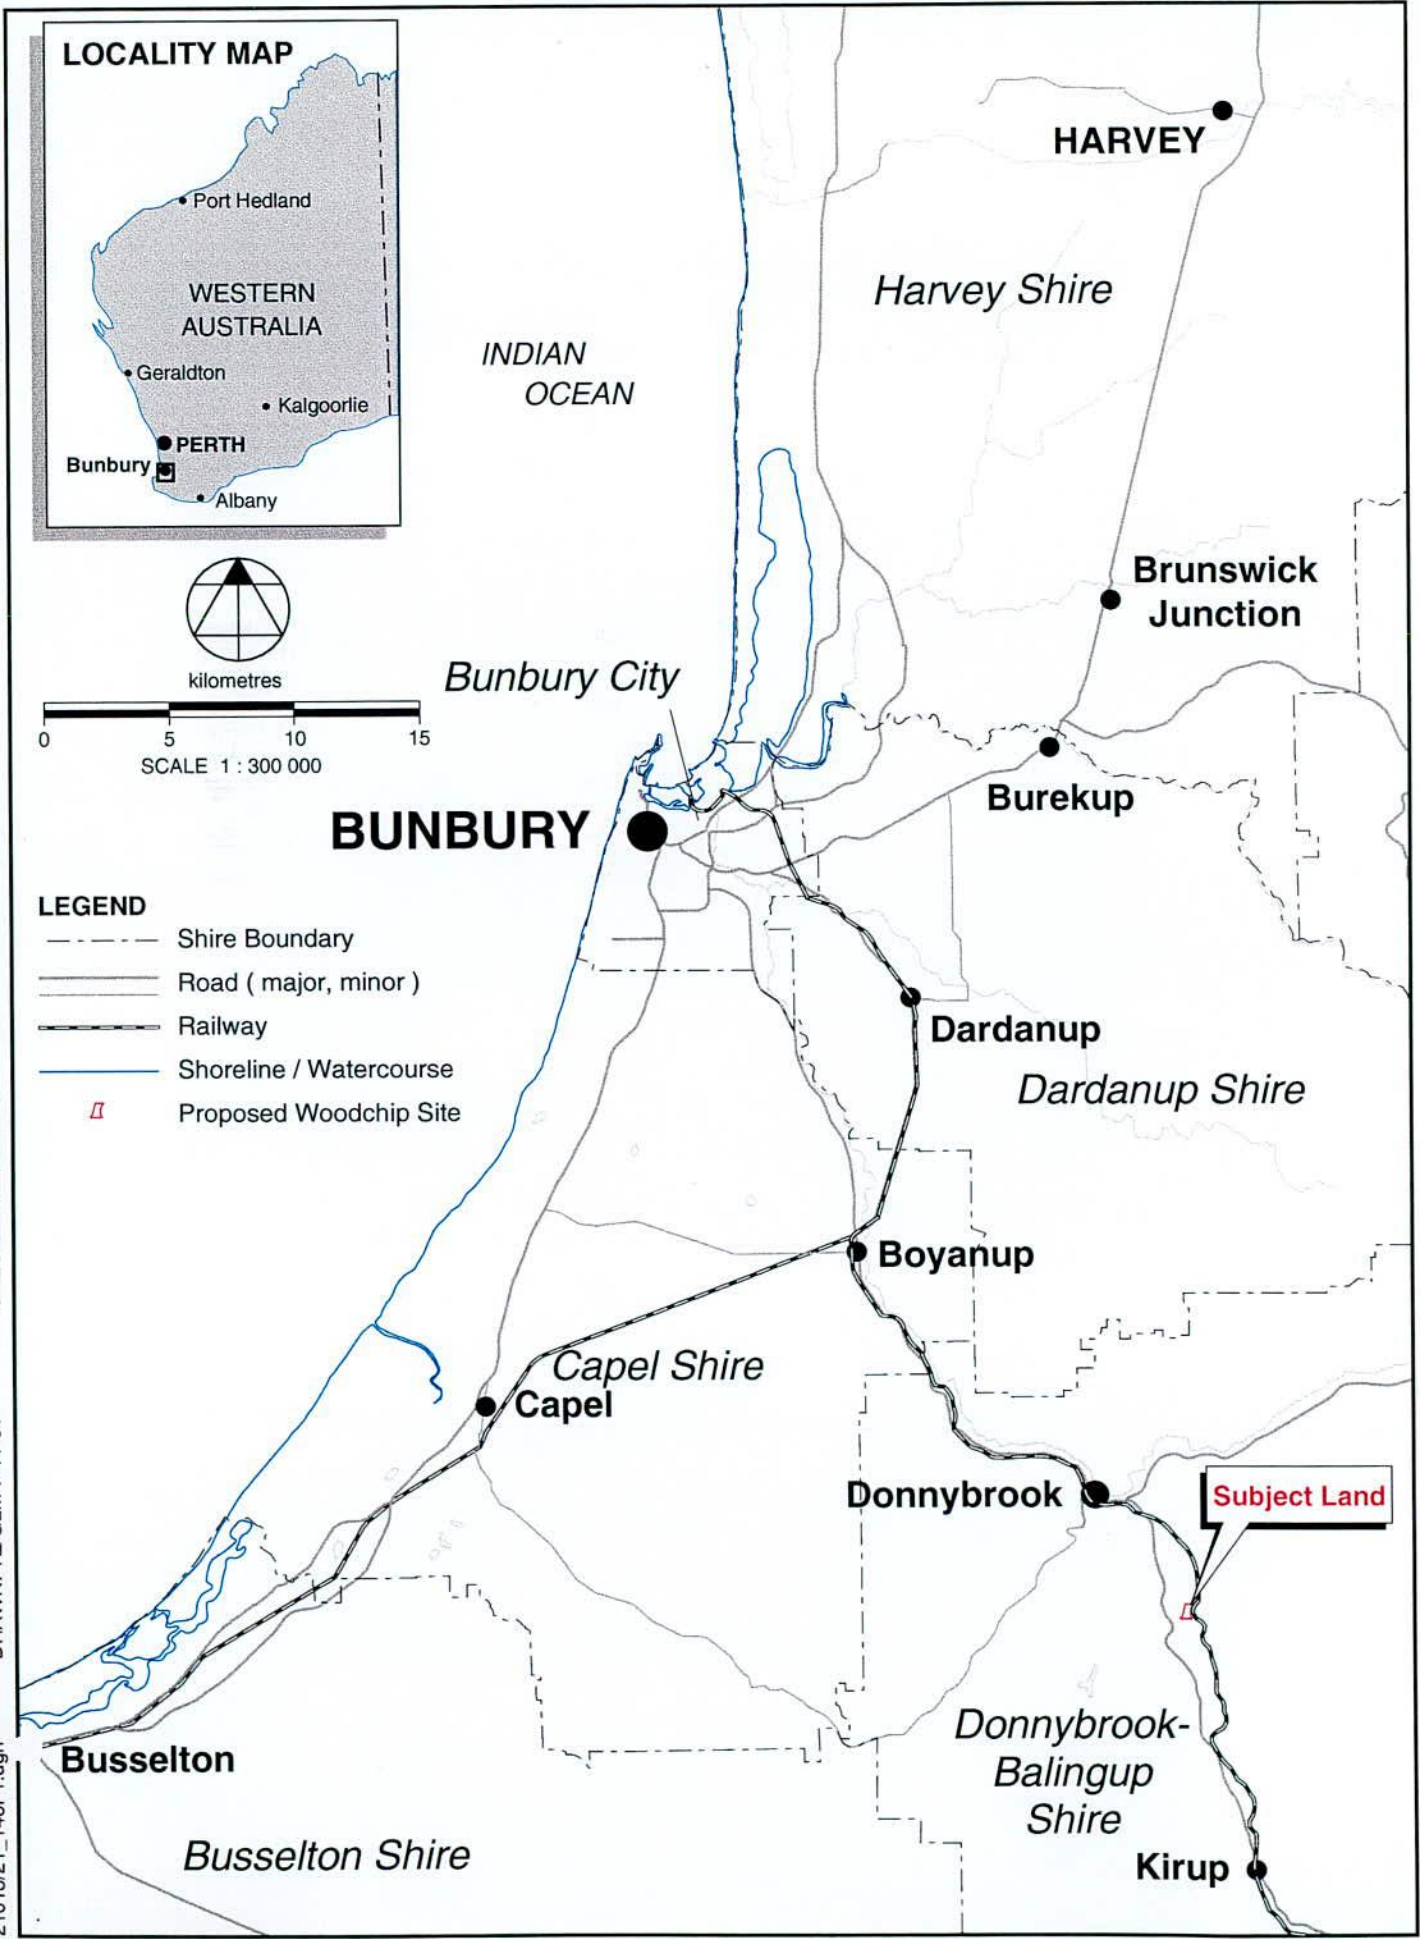 LOCALITY MAP
Port Hedland
WESTERN
AUSTRALIA
Geraldton
Kalgoorlie
PERTH
Bunbury
Albany
kilometres
0 5 10 15
SCALE 1 : 300 000
HARVEY
Harvey Shire
INDIAN
OCEAN
Brunswick
Junction
Bunbury City
Burekup
BUNBURY
LEGEND
Shire Boundary
Road ( major, minor )
Railway
Shoreline / Watercourse
Proposed Woodchip Site
Dardanup
Dardanup Shire
Boyanup
Capel Shire
Capel
Donnybrook
Subject Land
Donnybrook-
Balingup
Shire
Busselton
Busselton Shire
Kirup